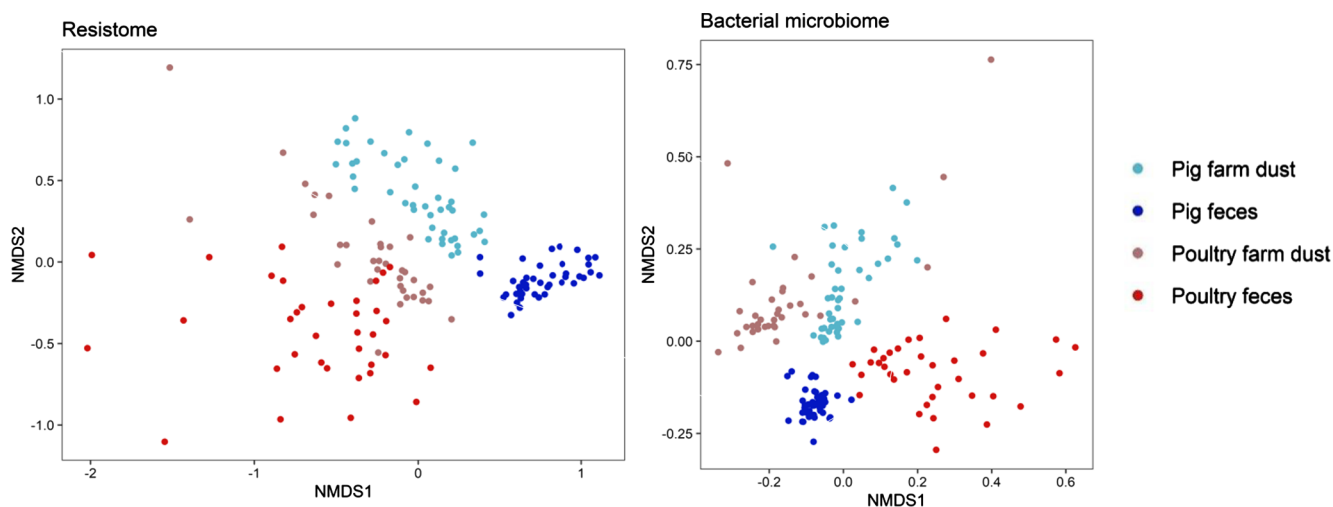 Resistome
1.0
0.5
0.0
-0.5
-1.0
NMDS2
-2
-1
0
1
NMDS1
Bacterial microbiome
0.75
0.50
0.25
0.00
-0.25
NMDS2
-0.2
0.0
0.2
0.4
0.6
NMDS1
Pig farm dust
Pig feces
Poultry farm dust
Poultry feces